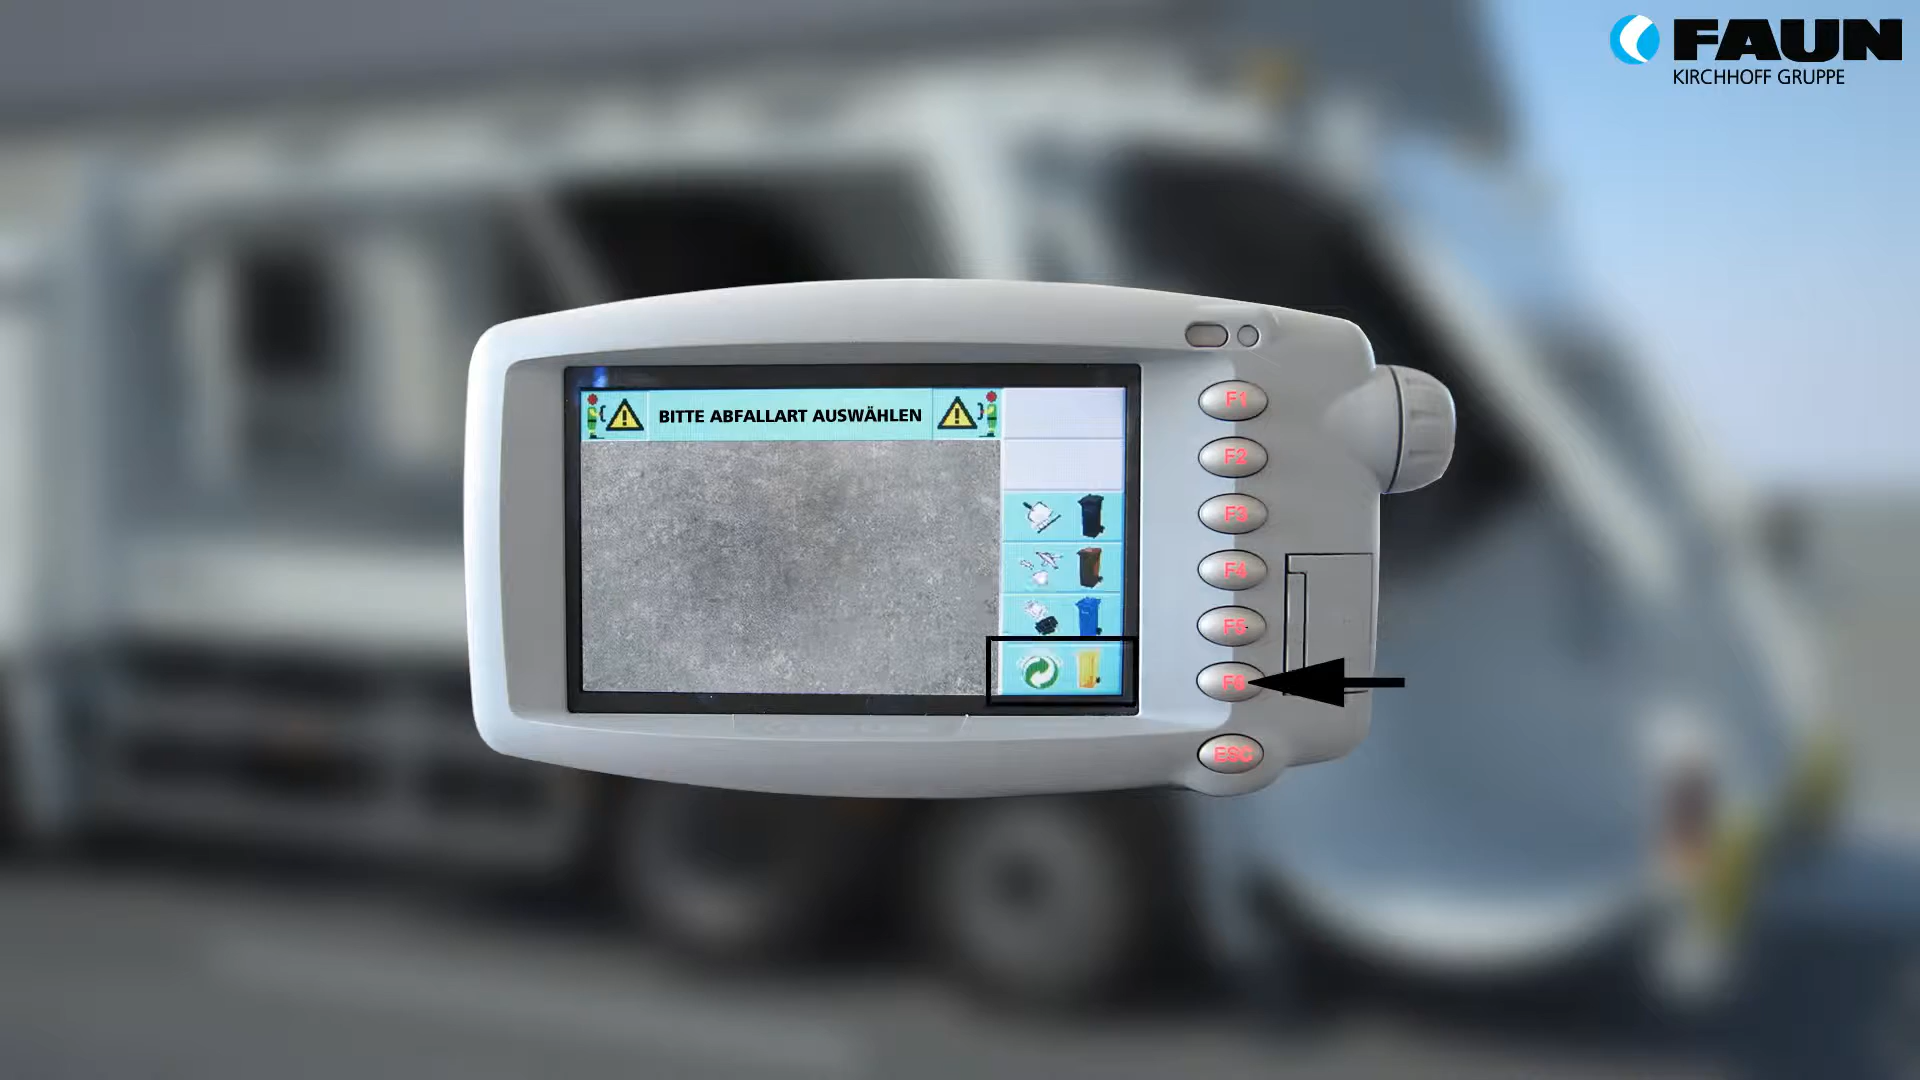 FAUN
KIRCHHOFF GRUPPE
BITTE ABFALLART AUSWÄHLEN
F1
F2
F3
F4
F5
F6
ESC